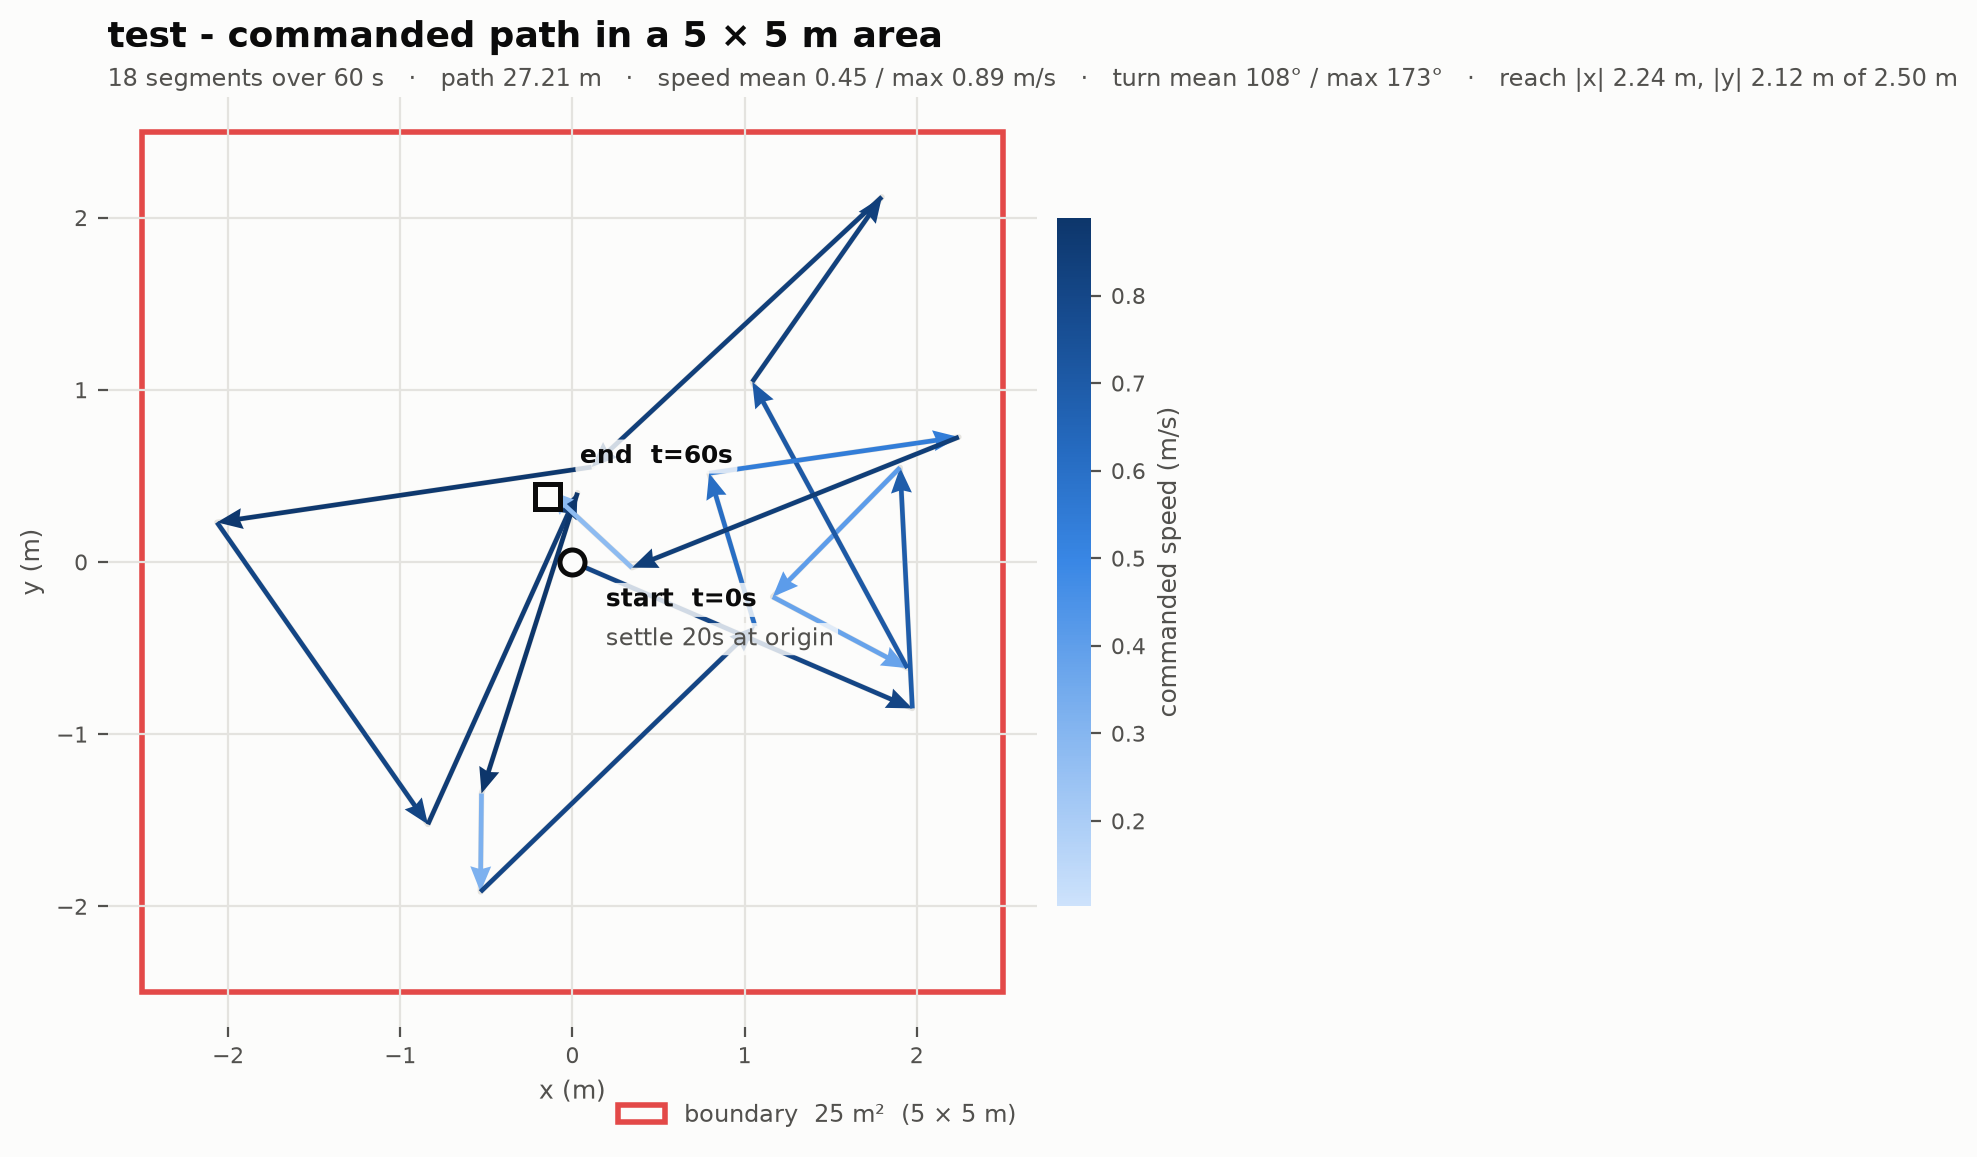 test - commanded path in a 5 × 5 m area
18 segments over 60 s · path 27.21 m · speed mean 0.45 / max 0.89 m/s · turn mean 108° / max 173° · reach |x| 2.24 m, |y| 2.12 m of 2.50 m
2
1
0
−1
−2
y (m)
end t=60s
start t=0s
settle 20s at origin
−2
−1
0
1
2
x (m)
0.8
0.7
0.6
0.5
0.4
0.3
0.2
commanded speed (m/s)
boundary 25 m² (5 × 5 m)